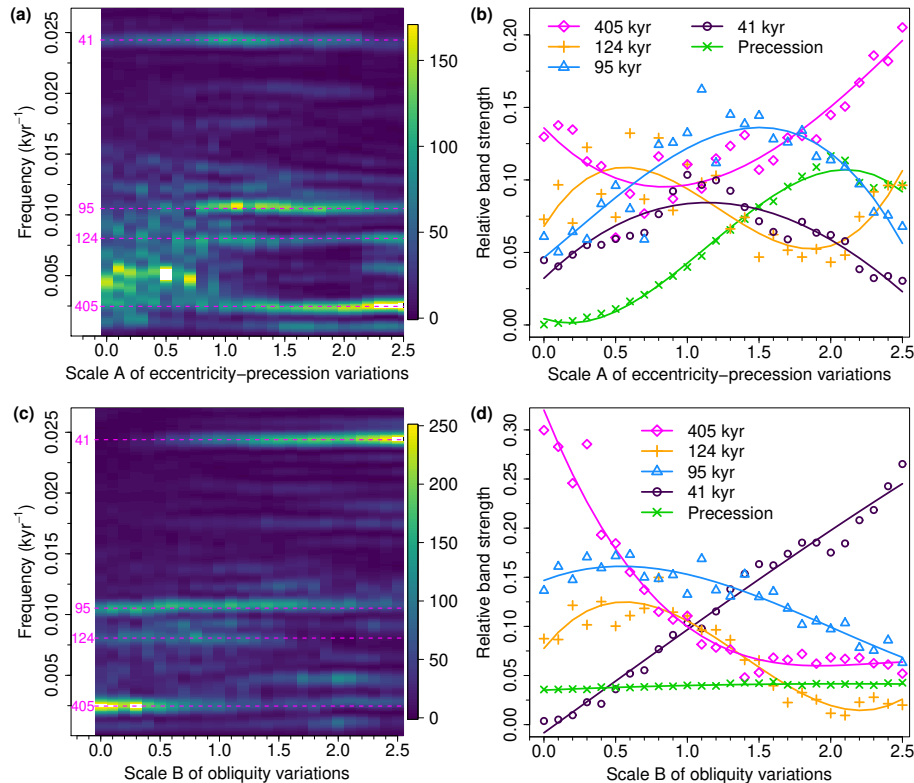 (a)
Frequency (kyr⁻¹)
0.025
0.020
0.015
0.010
0.005
41
95
124
405
150
100
50
0
0.0 0.5 1.0 1.5 2.0 2.5
Scale A of eccentricity−precession variations
(b)
Relative band strength
0.20
0.15
0.10
0.05
0.00
405 kyr
124 kyr
95 kyr
41 kyr
Precession
0.0 0.5 1.0 1.5 2.0 2.5
Scale A of eccentricity−precession variations
(c)
Frequency (kyr⁻¹)
0.025
0.020
0.015
0.010
0.005
41
95
124
405
250
200
150
100
50
0
0.0 0.5 1.0 1.5 2.0 2.5
Scale B of obliquity variations
(d)
Relative band strength
0.30
0.25
0.20
0.15
0.10
0.05
0.00
405 kyr
124 kyr
95 kyr
41 kyr
Precession
0.0 0.5 1.0 1.5 2.0 2.5
Scale B of obliquity variations